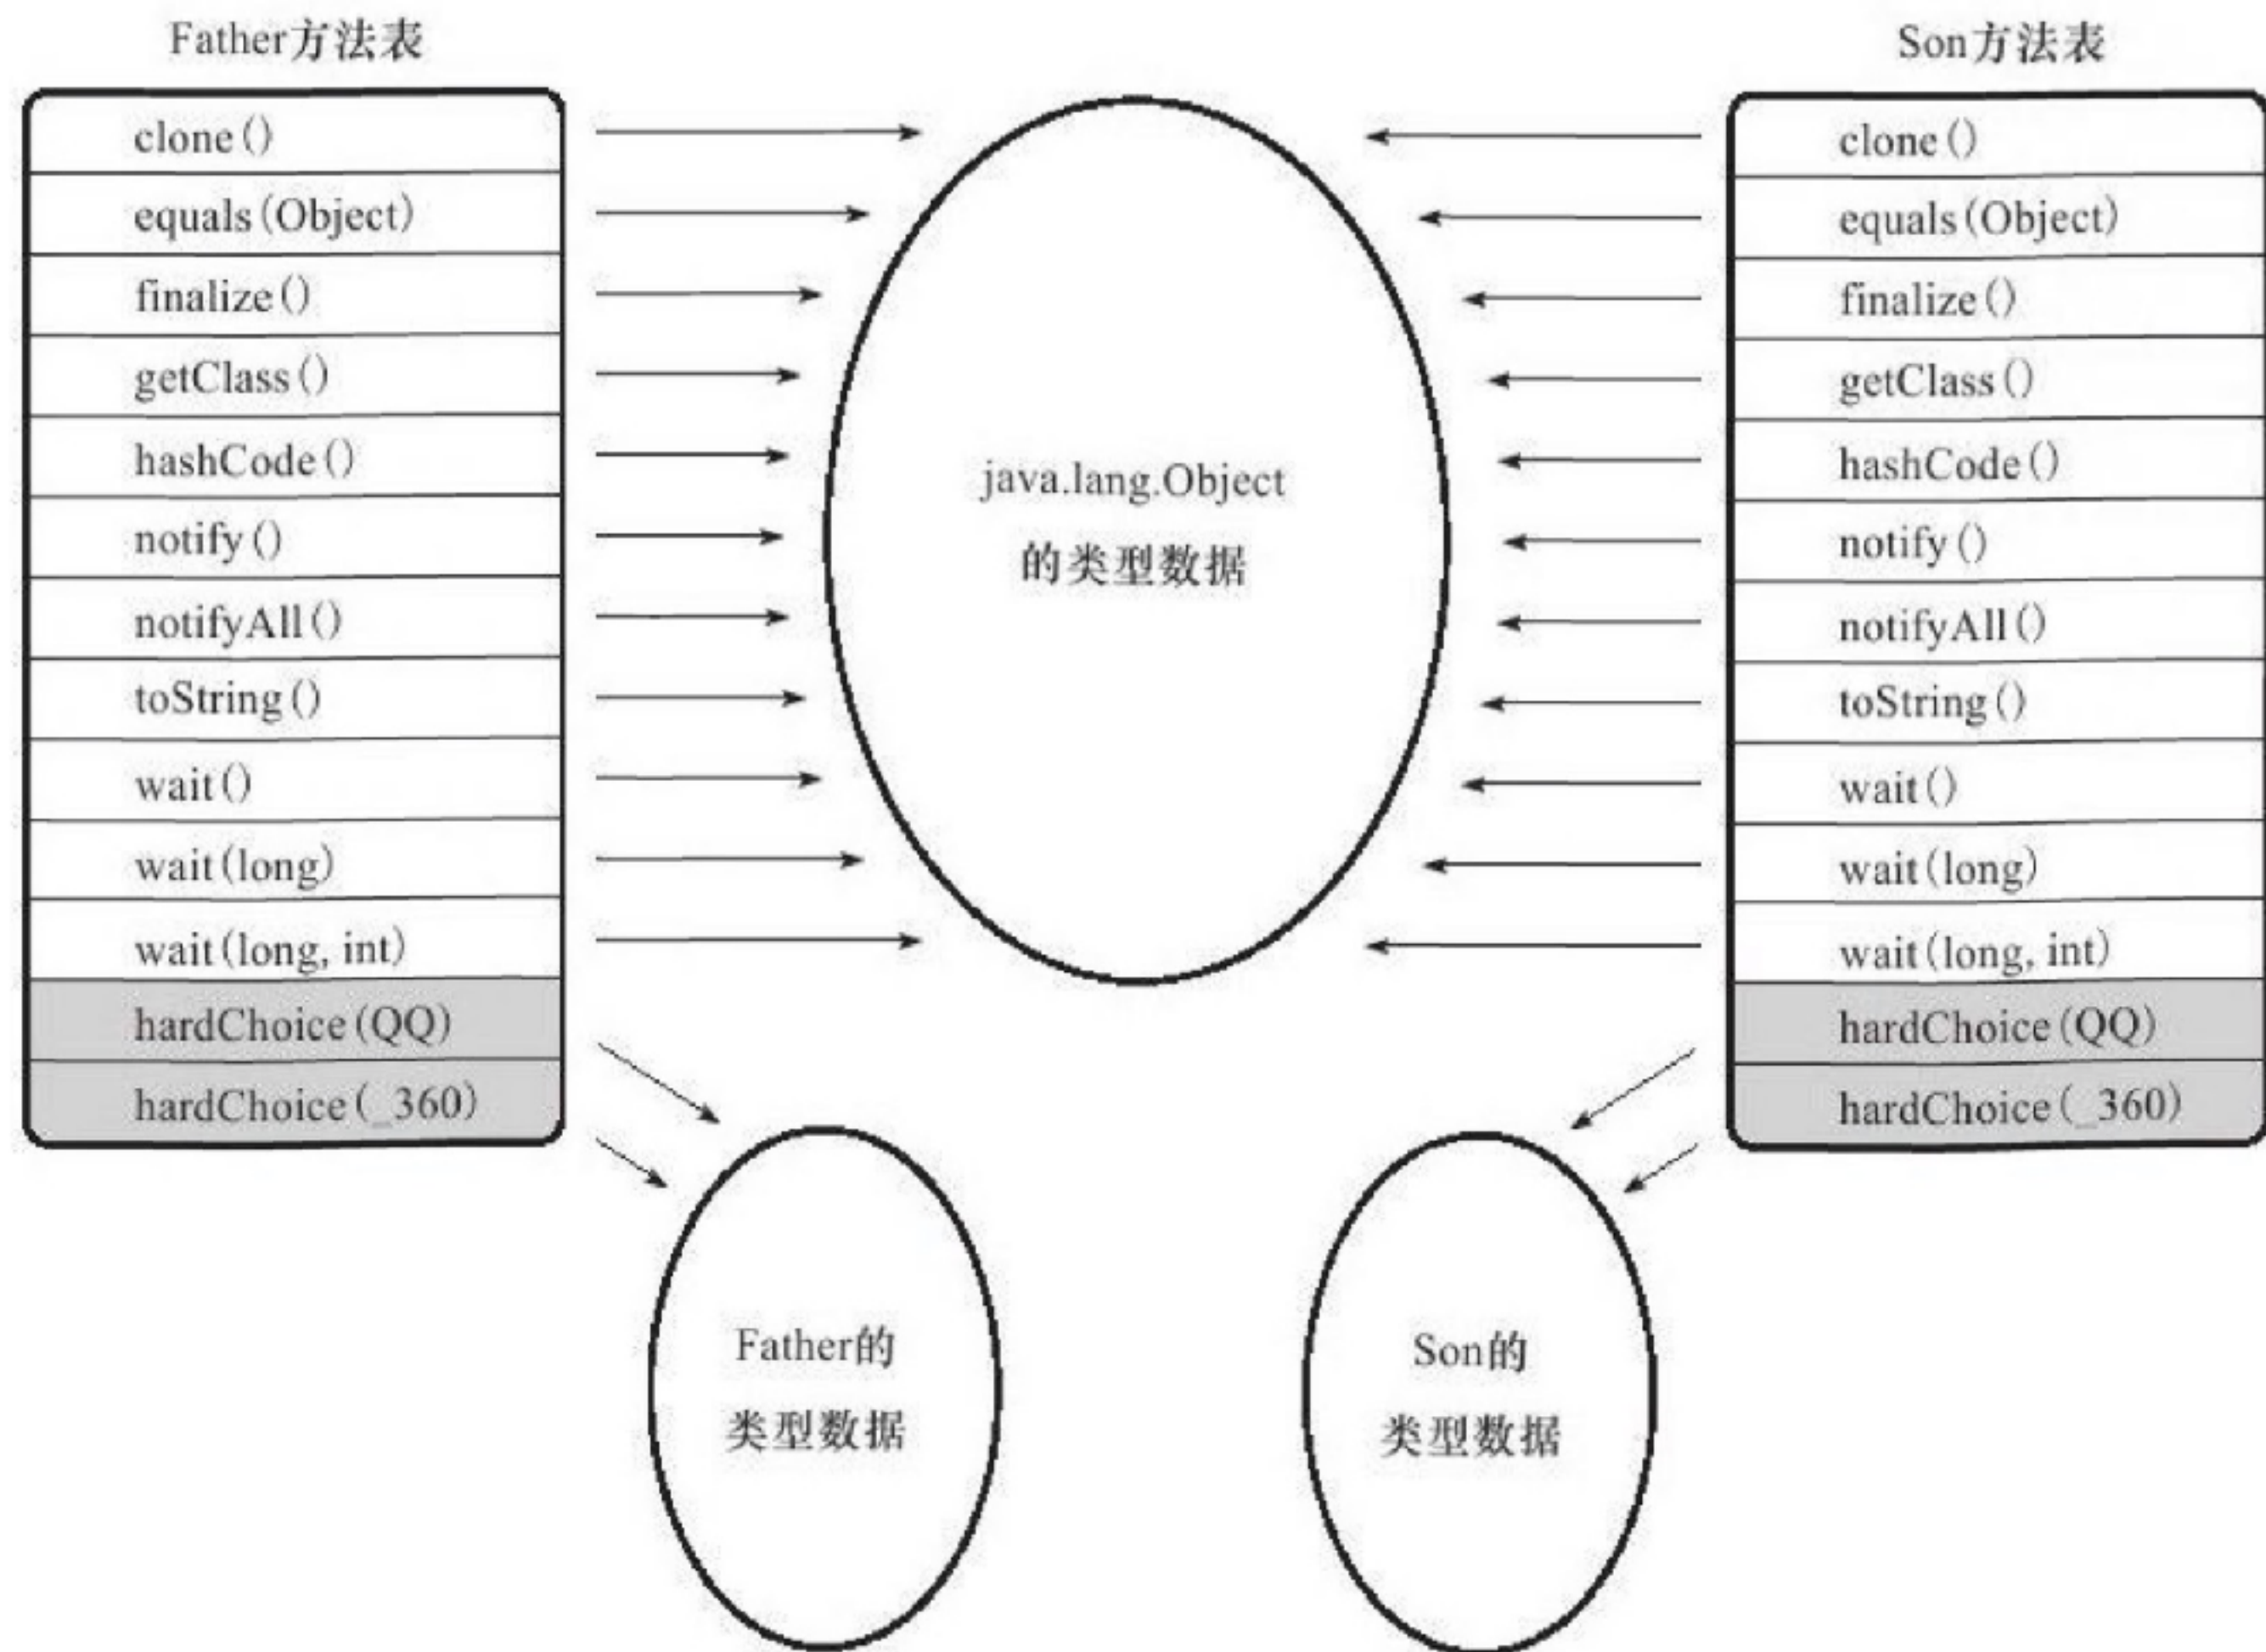 Father方法表
clone()
equals(Object)
finalize()
getClass()
hashCode()
notify()
notifyAll()
toString()
wait()
wait(long)
wait(long, int)
hardChoice(QQ)
hardChoice(_360)
java.lang.Object
的类型数据
Father的
类型数据
Son的
类型数据
Son方法表
clone()
equals(Object)
finalize()
getClass()
hashCode()
notify()
notifyAll()
toString()
wait()
wait(long)
wait(long, int)
hardChoice(QQ)
hardChoice(_360)